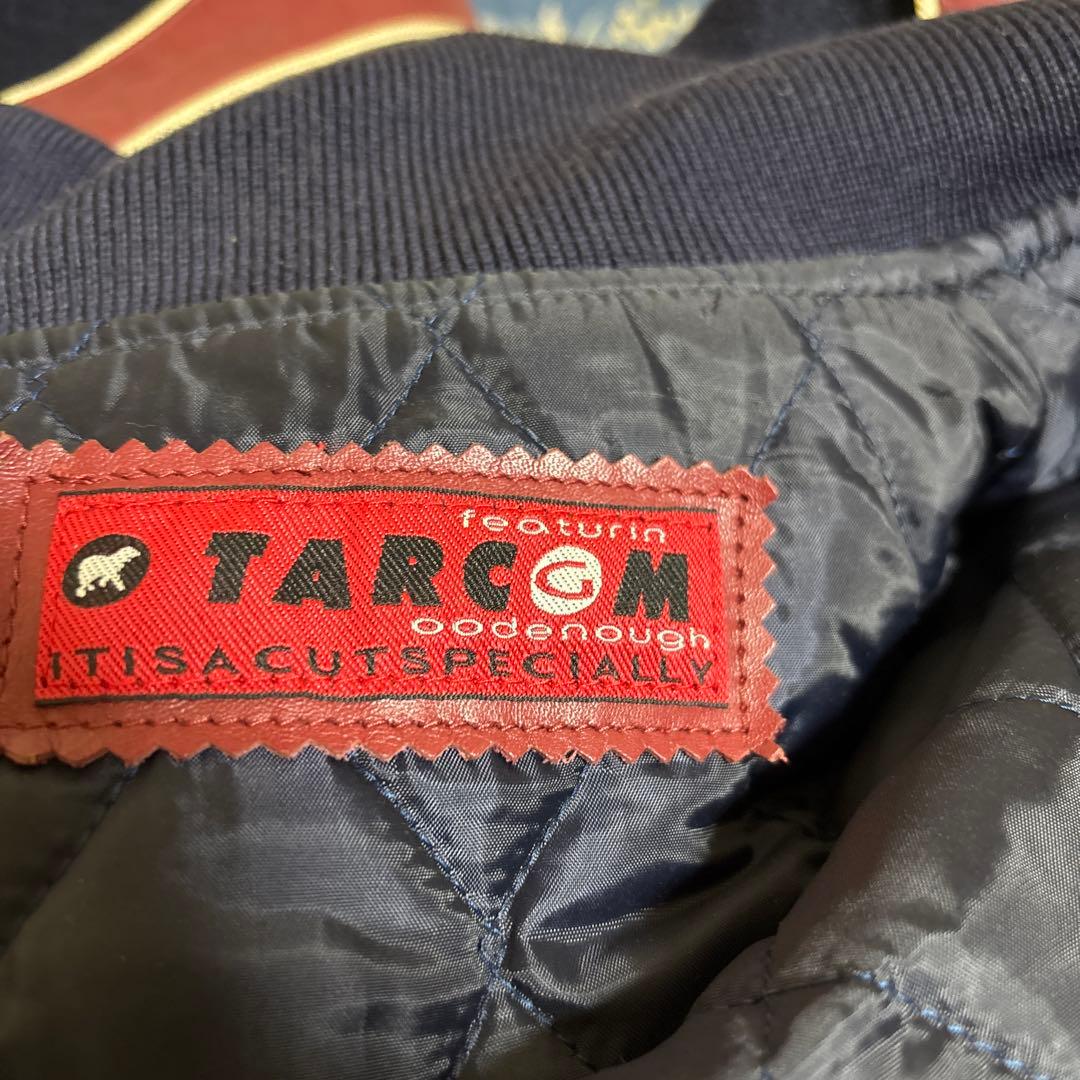 featurin
TARCGM
oodenough
ITISACUTSPECIALLY